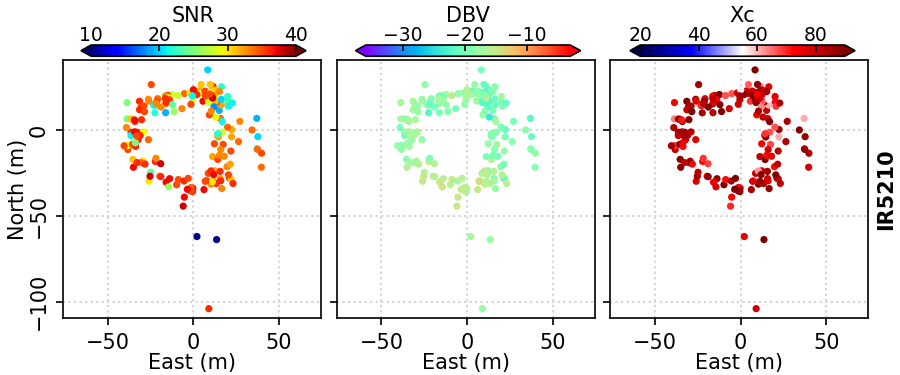 SNR DBV Xc
10 20 30 40 −30 −20 −10 20 40 60 80
North (m)
0
−50
−100
IR5210
−50 0 50 −50 0 50 −50 0 50
East (m) East (m) East (m)